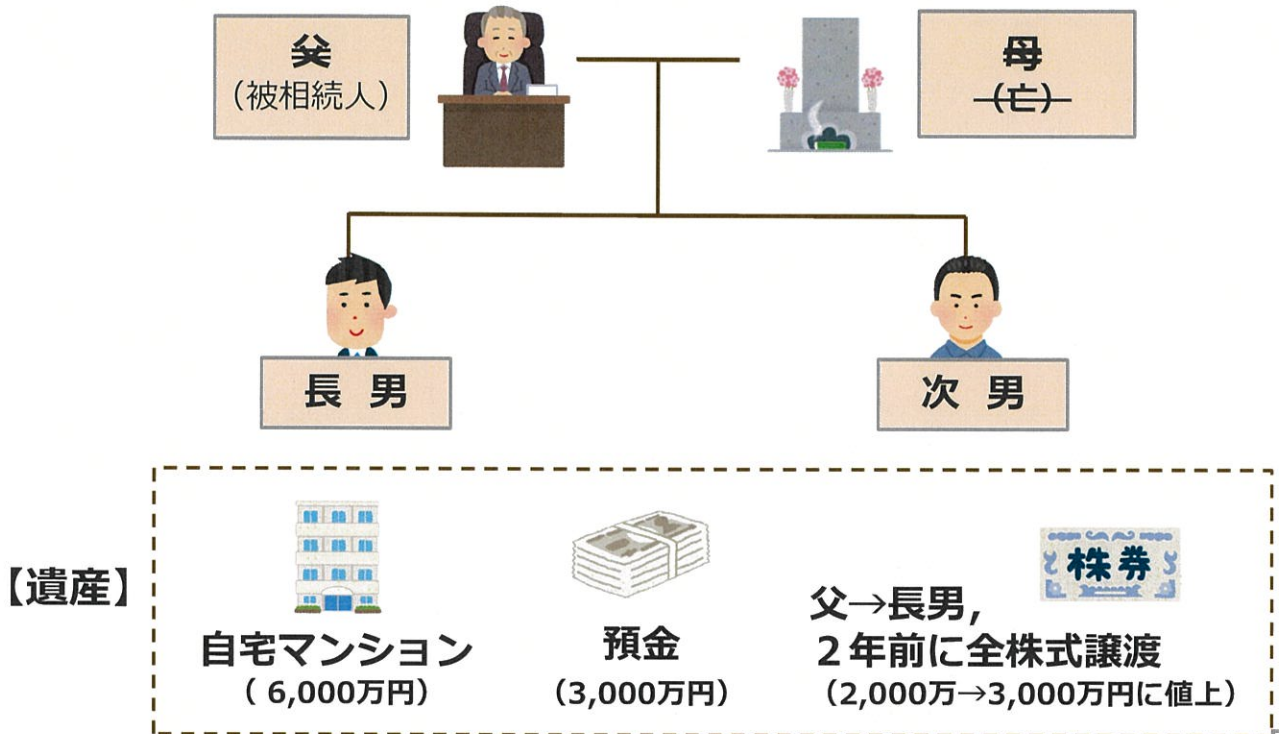 父
(被相続人)
母
(亡)
長 男
次 男
【遺産】
自宅マンション
( 6,000万円)
預金
(3,000万円)
株券
父→長男,
2年前に全株式譲渡
(2,000万→3,000万円に値上)